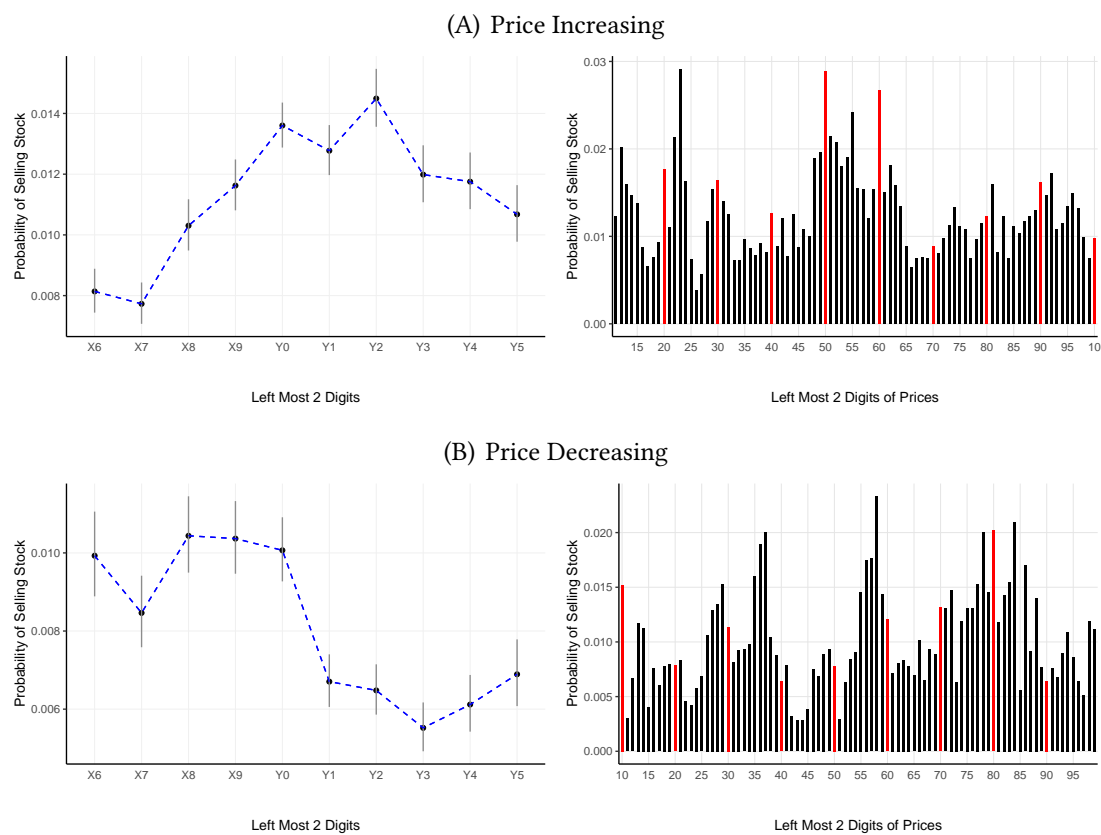 (A) Price Increasing
Probability of Selling Stock
0.014
0.012
0.010
0.008
X6 X7 X8 X9 Y0 Y1 Y2 Y3 Y4 Y5
Left Most 2 Digits
Probability of Selling Stock
0.03
0.02
0.01
0.00
15 20 25 30 35 40 45 50 55 60 65 70 75 80 85 90 95 10
Left Most 2 Digits of Prices
(B) Price Decreasing
Probability of Selling Stock
0.010
0.008
0.006
X6 X7 X8 X9 Y0 Y1 Y2 Y3 Y4 Y5
Left Most 2 Digits
Probability of Selling Stock
0.020
0.015
0.010
0.005
0.000
10 15 20 25 30 35 40 45 50 55 60 65 70 75 80 85 90 95
Left Most 2 Digits of Prices